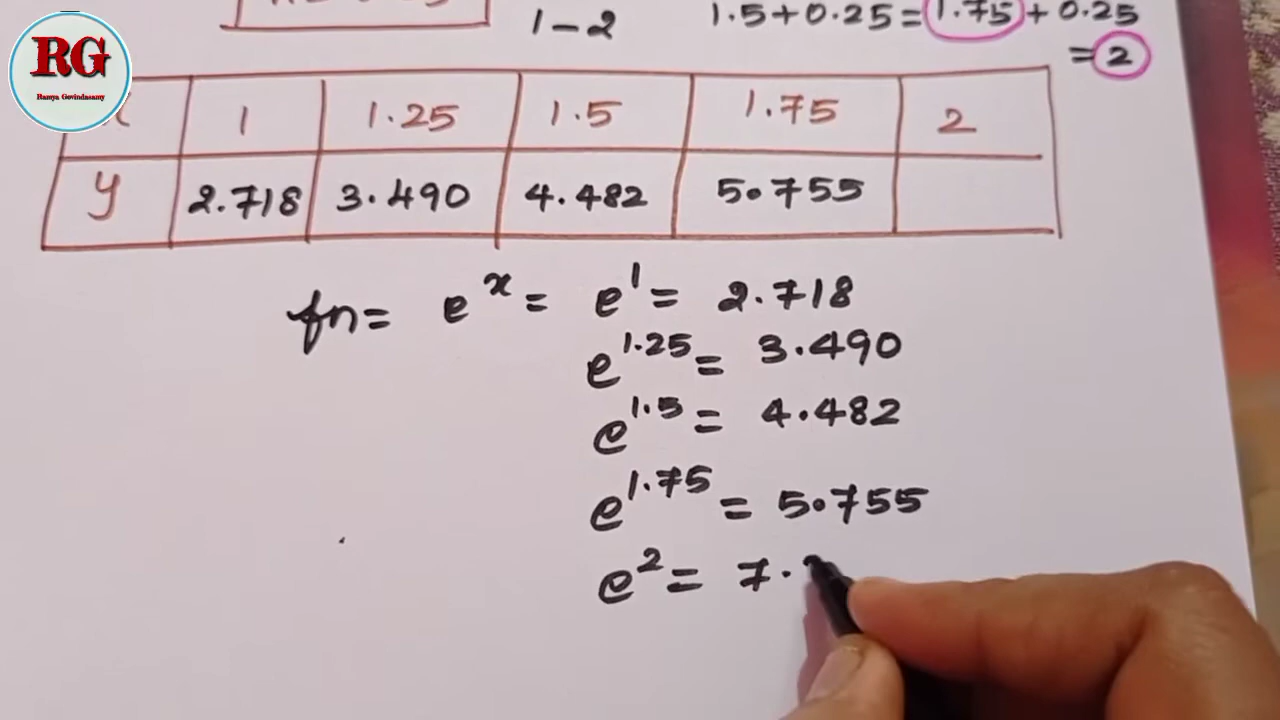 RG
Ramya Govindasamy
1-2
1.5+0.25=1.75+0.25
=2
x 1 1.25 1.5 1.75 2
y 2.718 3.490 4.482 5.755
fn= e^x= e^1= 2.718
e^1.25= 3.490
e^1.5= 4.482
e^1.75= 5.755
e^2= 7.